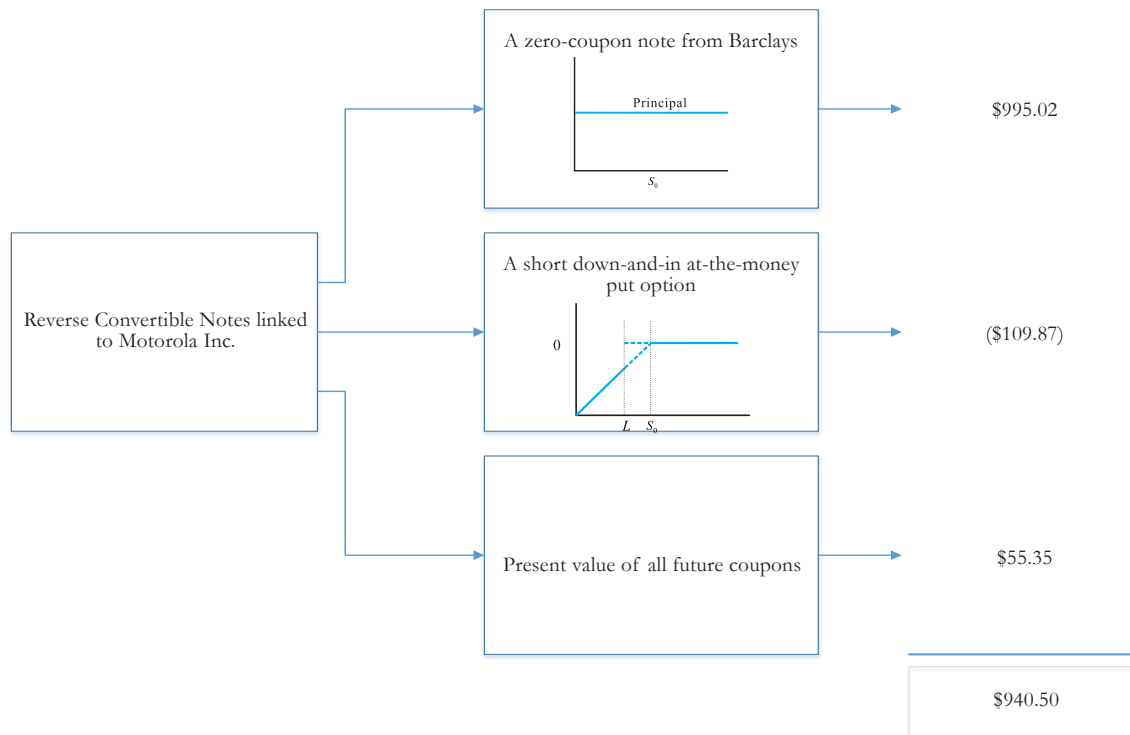 A zero-coupon note from Barclays
Principal
S₀
$995.02
Reverse Convertible Notes linked
to Motorola Inc.
A short down-and-in at-the-money
put option
0
L S₀
($109.87)
Present value of all future coupons
$55.35
$940.50